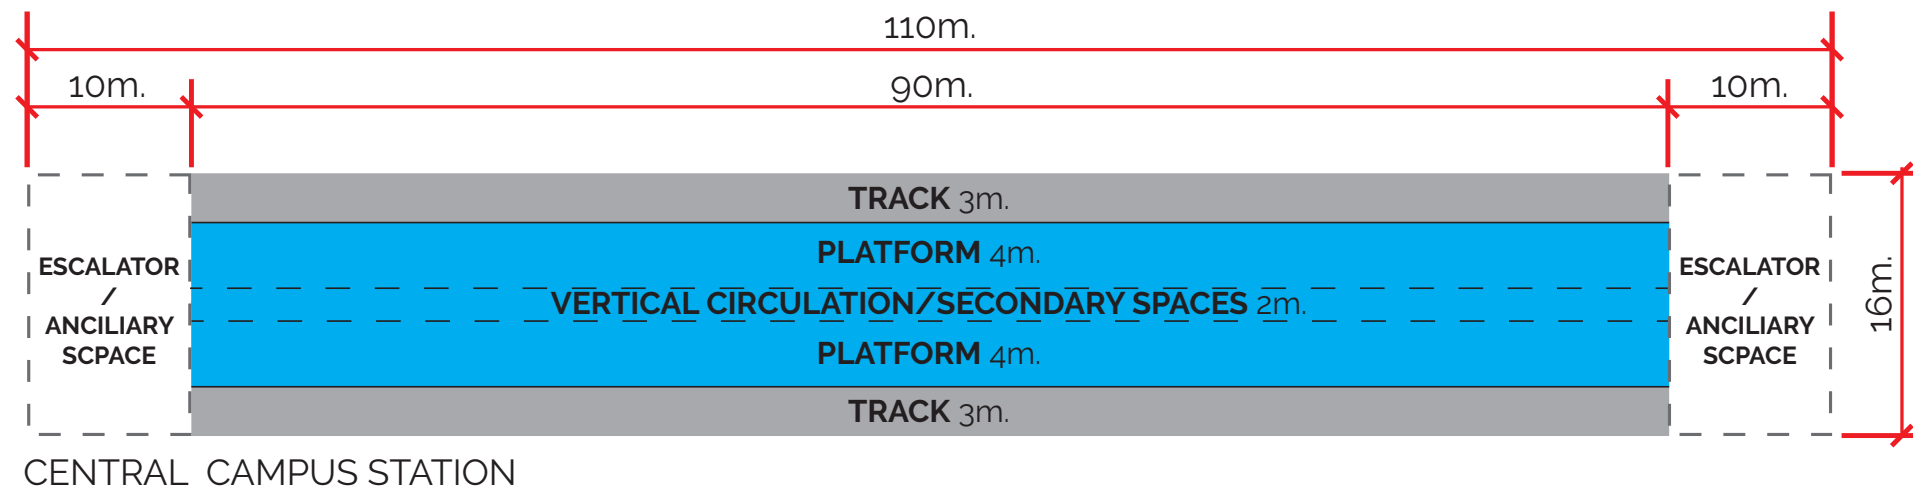 110m.
10m.
90m.
10m.
TRACK 3m.
PLATFORM 4m.
VERTICAL CIRCULATION/SECONDARY SPACES 2m.
PLATFORM 4m.
TRACK 3m.
ESCALATOR
/
ANCILIARY
SCPACE
ESCALATOR
/
ANCILIARY
SCPACE
16m.
CENTRAL CAMPUS STATION